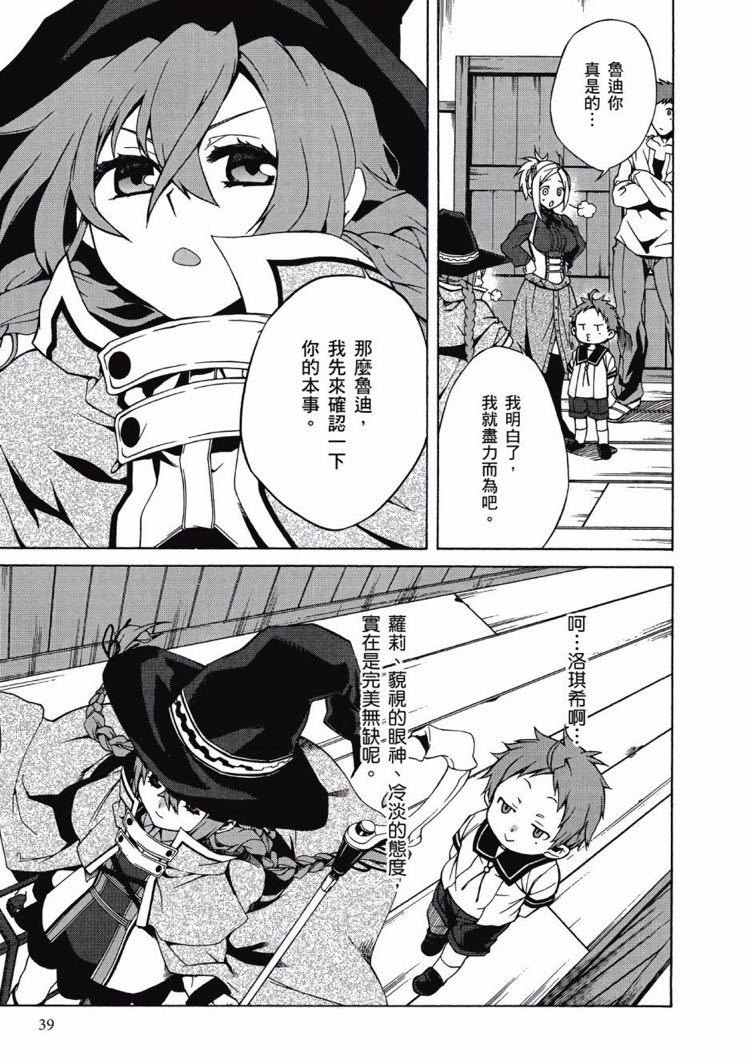 魯迪你
真是的…
我明白了，
我就盡力而為吧。
那麼魯迪，
我先來確認一下
你的本事。
呵…洛琪希啊…
蘿莉、藐視的眼神、冷淡的態度，
實在是完美無缺呢。
39